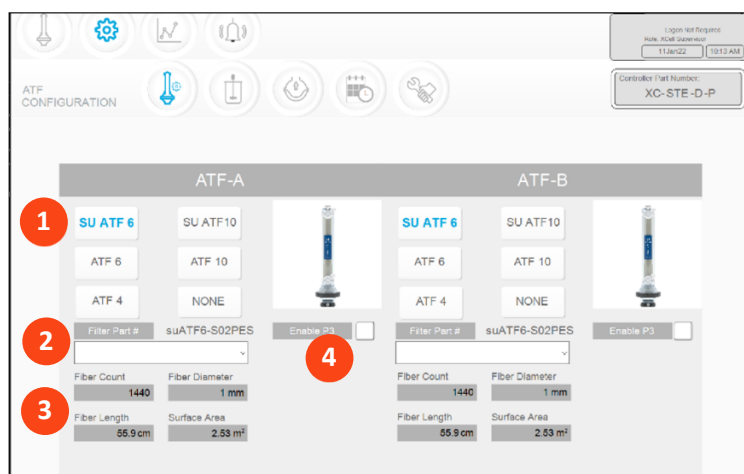 Logon Not Required
Role: XCell Supervisor
11Jan22 10:13 AM
ATF
CONFIGURATION
Controller Part Number:
XC-STE-D-P
ATF-A ATF-B
1
SU ATF 6 SU ATF10 SU ATF 6 SU ATF10
ATF 6 ATF 10 ATF 6 ATF 10
ATF 4 NONE ATF 4 NONE
2
Filter Part # suATF6-S02PES Enable P3 Filter Part # suATF6-S02PES Enable P3
4
Fiber Count Fiber Diameter Fiber Count Fiber Diameter
1440 1 mm 1440 1 mm
3
Fiber Length Surface Area Fiber Length Surface Area
55.9 cm 2.53 m² 55.9 cm 2.53 m²